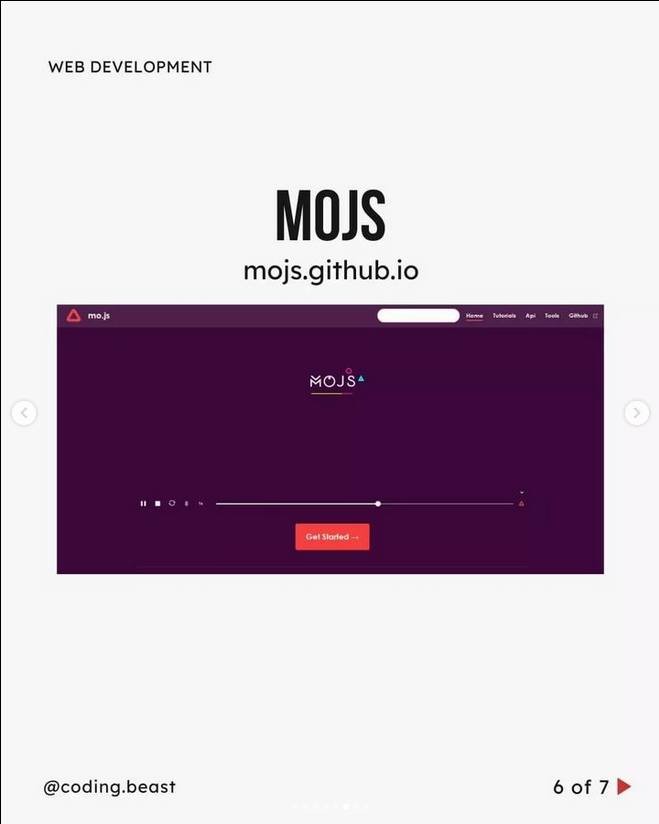 WEB DEVELOPMENT
MOJS
mojs.github.io
mo.js
Home Tutorials Api Tools Github
MOJS
Get Started →
@coding.beast
6 of 7